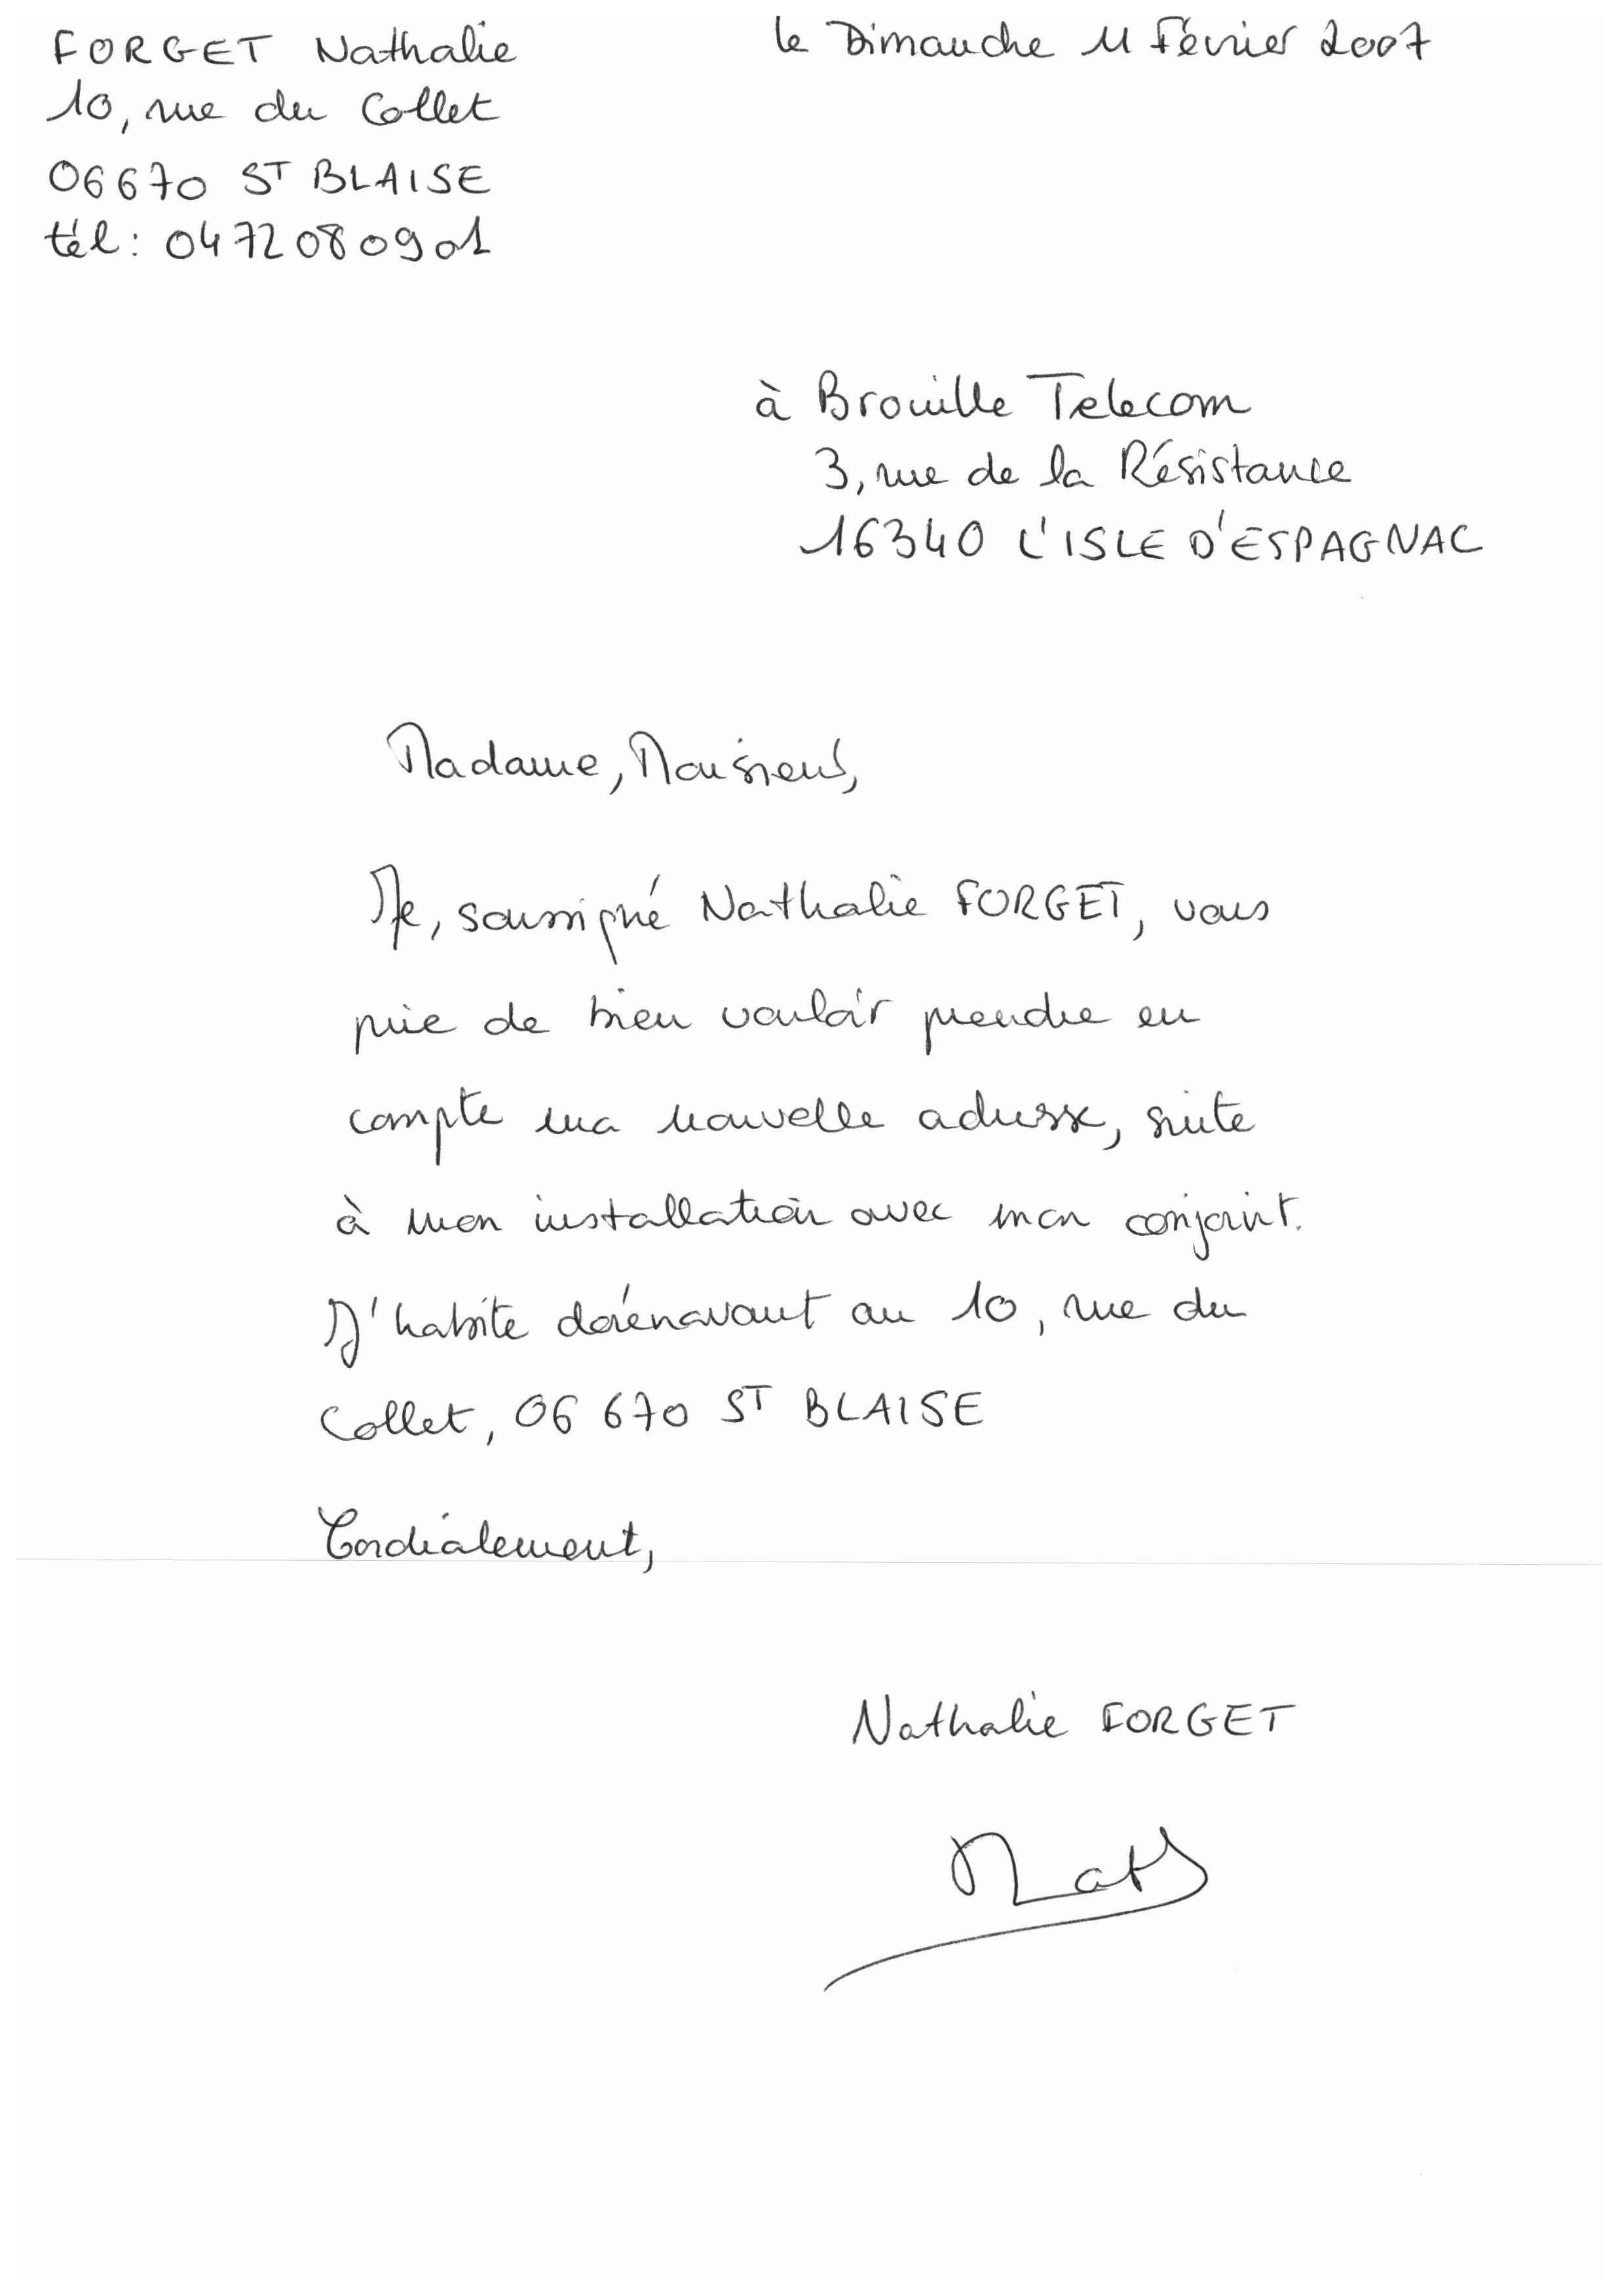 FORGET Nathalie
le Dimanche 11 Février 2007
10, rue du Collet
06670 ST BLAISE
tél : 0472080901
à Brouille Telecom
3, rue de la Résistance
16340 L'ISLE D'ESPAGNAC
Madame, Monsieur,
Je, soussigné Nathalie FORGET, vous
prie de bien vouloir prendre en
compte ma nouvelle adresse, suite
à mon installation avec mon conjoint.
J'habite dorénavant au 10, rue du
Collet, 06 670 ST BLAISE
Cordialement,
Nathalie FORGET
Nath